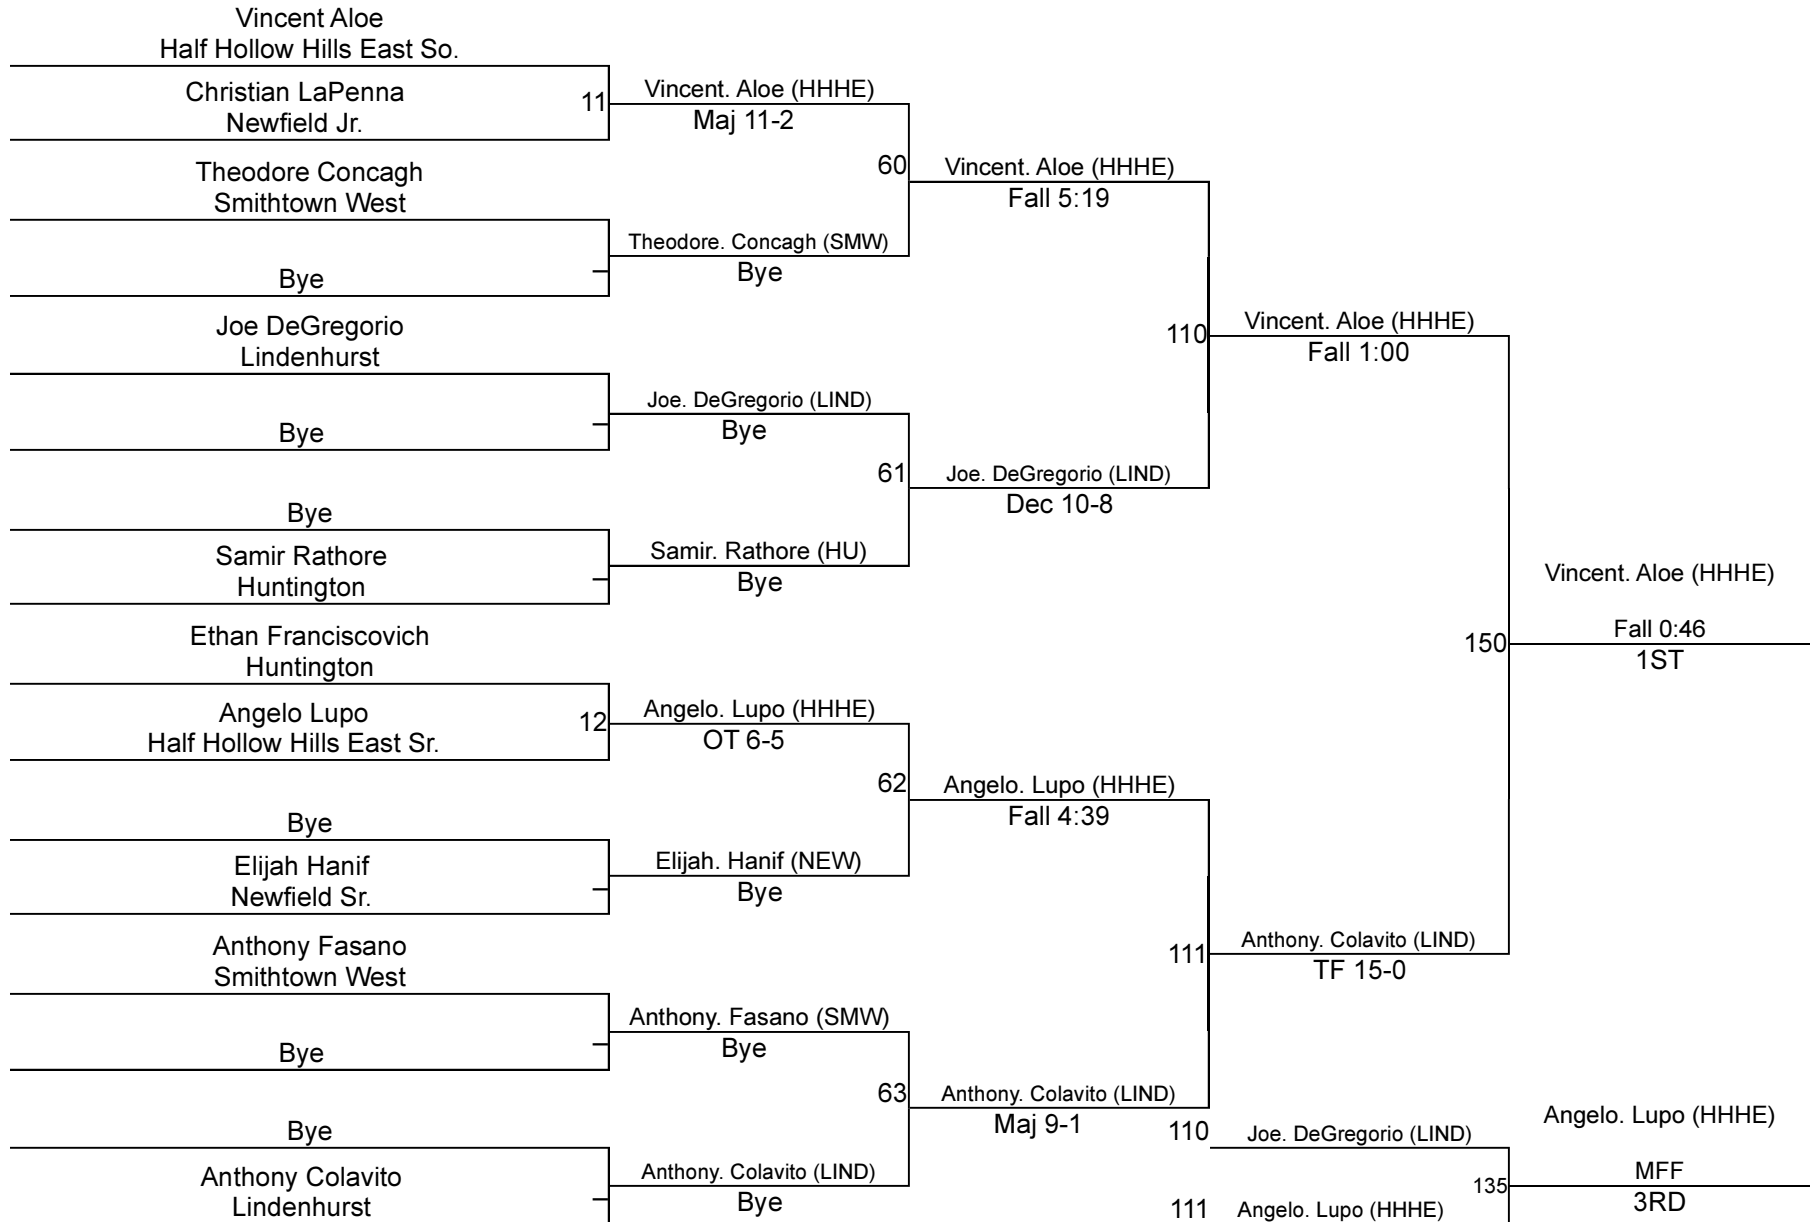 Vincent Aloe
Half Hollow Hills East So.
Christian LaPenna
Newfield Jr.
11
Vincent. Aloe (HHHE)
Maj 11-2
Theodore Concagh
Smithtown West
60
Vincent. Aloe (HHHE)
Fall 5:19
Theodore. Concagh (SMW)
Bye
Bye
Joe DeGregorio
Lindenhurst
110
Vincent. Aloe (HHHE)
Fall 1:00
Joe. DeGregorio (LIND)
Bye
Bye
61
Joe. DeGregorio (LIND)
Dec 10-8
Bye
Samir Rathore
Huntington
Samir. Rathore (HU)
Bye
Vincent. Aloe (HHHE)
150
Fall 0:46
1ST
Ethan Franciscovich
Huntington
Angelo Lupo
Half Hollow Hills East Sr.
12
Angelo. Lupo (HHHE)
OT 6-5
62
Angelo. Lupo (HHHE)
Fall 4:39
Bye
Elijah Hanif
Newfield Sr.
Elijah. Hanif (NEW)
Bye
Anthony Fasano
Smithtown West
111
Anthony. Colavito (LIND)
TF 15-0
Anthony. Fasano (SMW)
Bye
Bye
63
Anthony. Colavito (LIND)
Maj 9-1
Bye
Anthony Colavito
Lindenhurst
Anthony. Colavito (LIND)
Bye
110
Joe. DeGregorio (LIND)
Angelo. Lupo (HHHE)
135
MFF
3RD
111
Angelo. Lupo (HHHE)